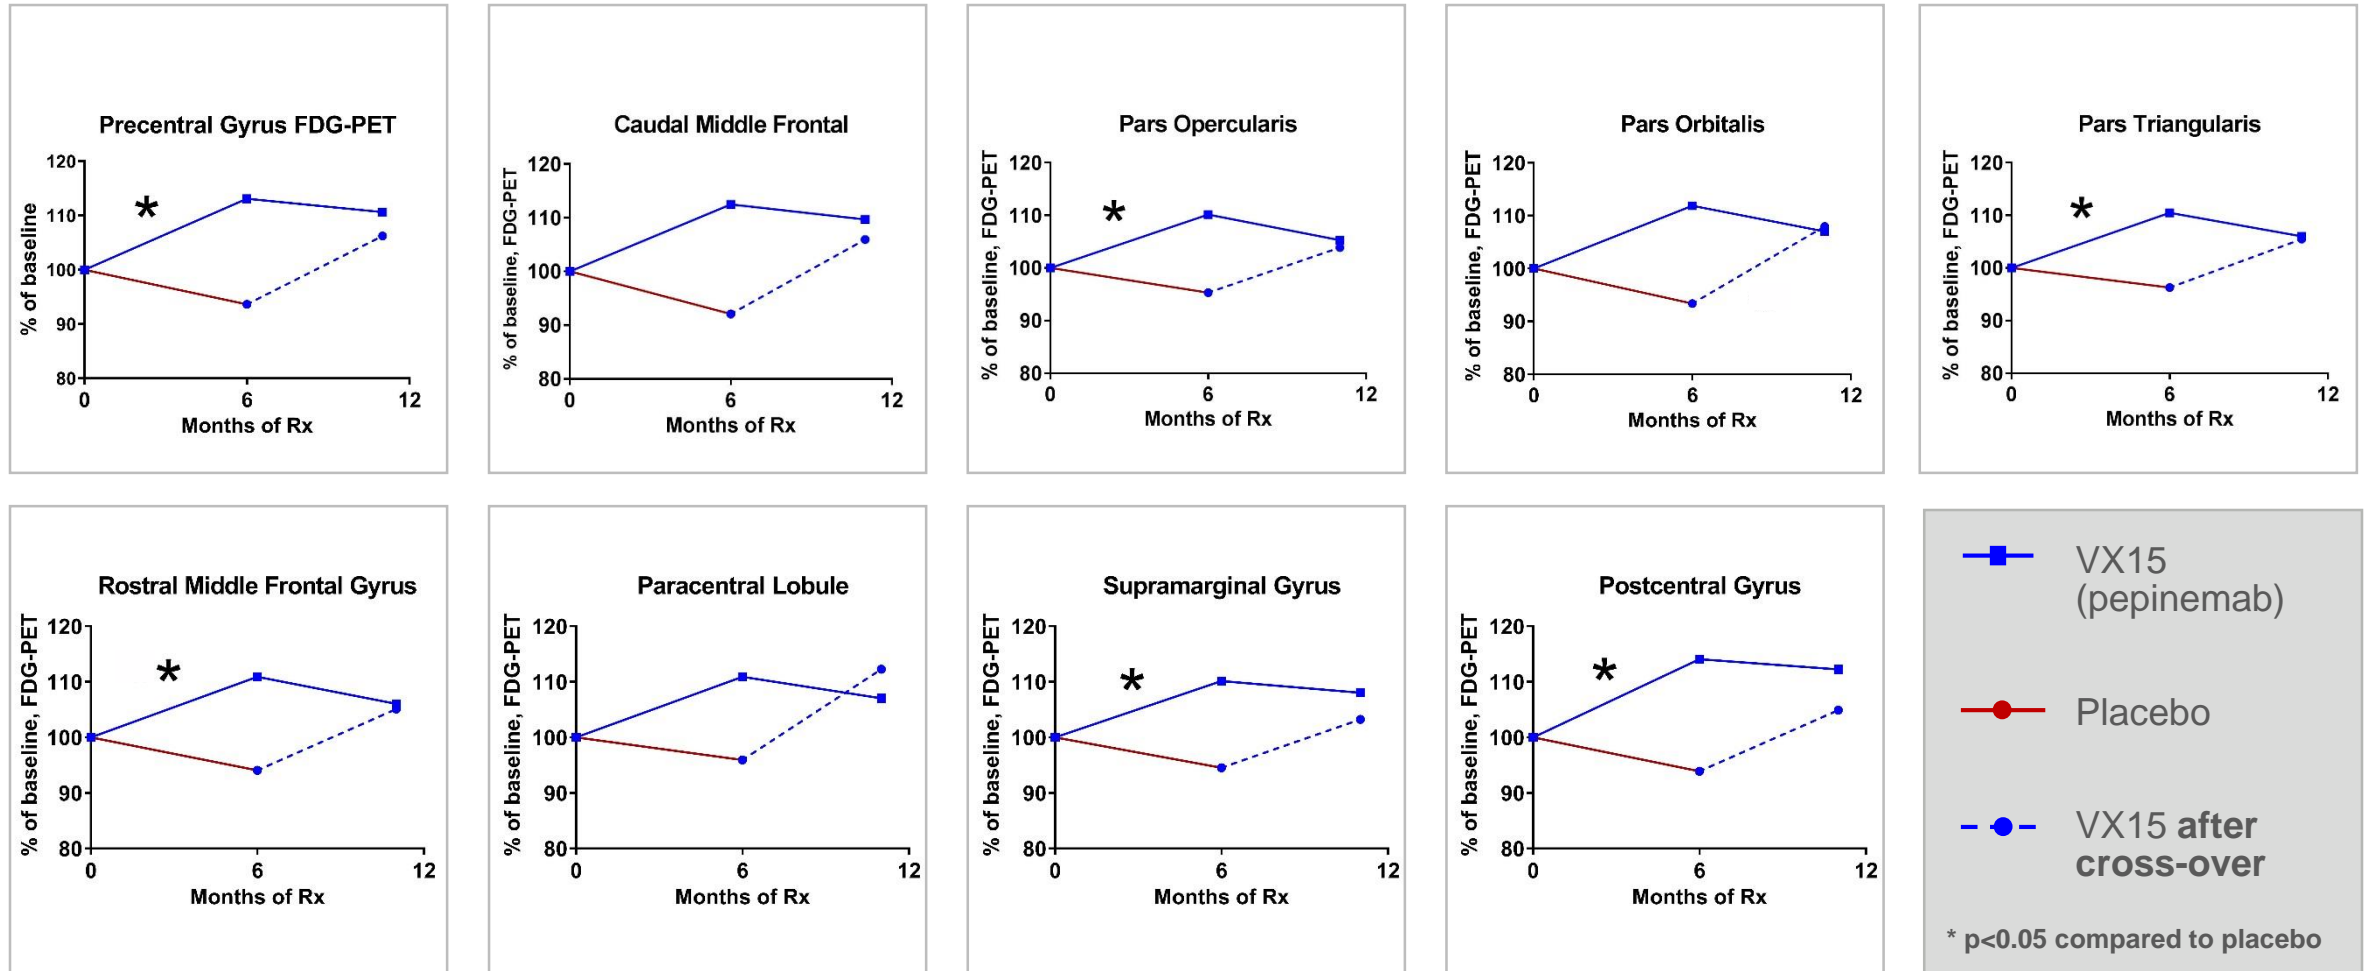 Precentral Gyrus FDG-PET
% of baseline
120
110
100
90
80
0 6 12
Months of Rx
Caudal Middle Frontal
% of baseline, FDG-PET
120
110
100
90
80
0 6 12
Months of Rx
Pars Opercularis
% of baseline, FDG-PET
120
110
100
90
80
0 6 12
Months of Rx
*
Pars Orbitalis
% of baseline, FDG-PET
120
110
100
90
80
0 6 12
Months of Rx
Pars Triangularis
% of baseline, FDG-PET
120
110
100
90
80
0 6 12
Months of Rx
*
Rostral Middle Frontal Gyrus
% of baseline, FDG-PET
120
110
100
90
80
0 6 12
Months of Rx
*
Paracentral Lobule
% of baseline, FDG-PET
120
110
100
90
80
0 6 12
Months of Rx
Supramarginal Gyrus
% of baseline, FDG-PET
120
110
100
90
80
0 6 12
Months of Rx
*
Postcentral Gyrus
% of baseline, FDG-PET
120
110
100
90
80
0 6 12
Months of Rx
*
VX15
(pepinemab)
Placebo
VX15 after
cross-over
* p<0.05 compared to placebo